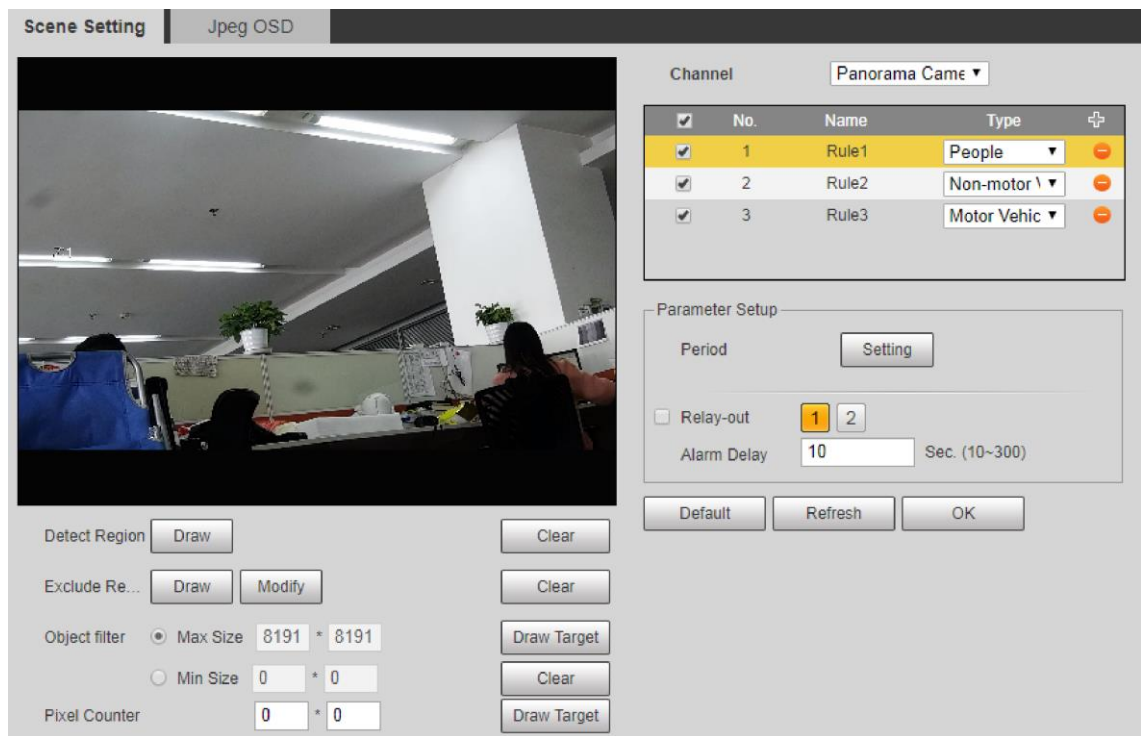 Scene Setting Jpeg OSD
Channel Panorama Came
No. Name Type
1 Rule1 People
2 Rule2 Non-motor V
3 Rule3 Motor Vehic
Parameter Setup
Period Setting
Relay-out 1 2
Alarm Delay 10 Sec. (10~300)
Default Refresh OK
Detect Region Draw Clear
Exclude Re... Draw Modify Clear
Object filter Max Size 8191 * 8191 Draw Target
Min Size 0 * 0 Clear
Pixel Counter 0 * 0 Draw Target